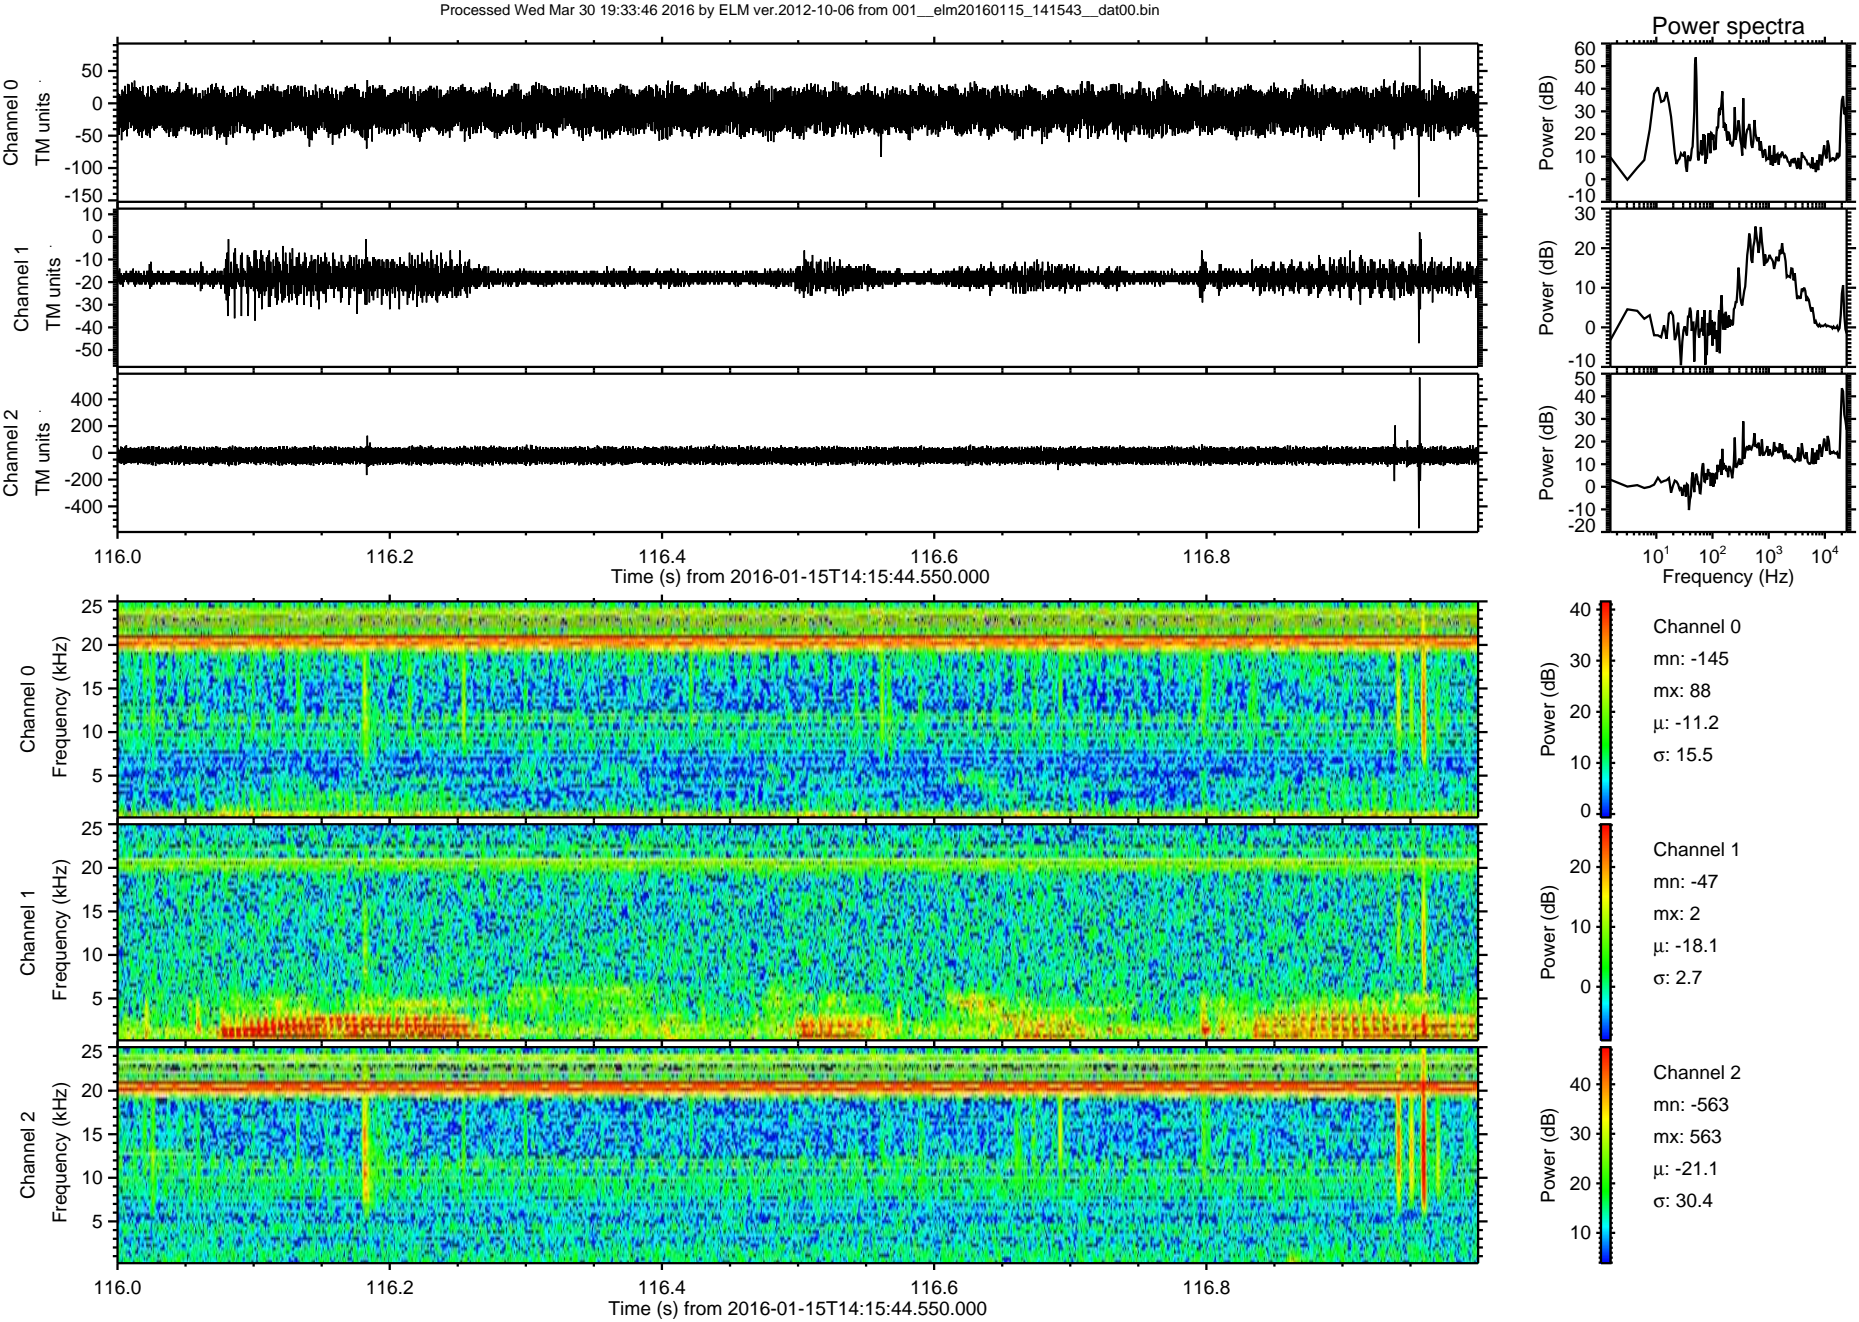 Processed Wed Mar 30 19:33:46 2016 by ELM ver.2012-10-06 from 001__elm20160115_141543__dat00.bin
Power spectra
Channel 0
TM units
50
0
-50
-100
-150
Power (dB)
60
50
40
30
20
10
0
-10
Channel 1
TM units
10
0
-10
-20
-30
-40
-50
Power (dB)
30
20
10
0
-10
Channel 2
TM units
400
200
0
-200
-400
Power (dB)
50
40
30
20
10
0
-10
-20
116.0 116.2 116.4 116.6 116.8
Time (s) from 2016-01-15T14:15:44.550.000
10^1 10^2 10^3 10^4
Frequency (Hz)
Channel 0
Frequency (kHz)
25
20
15
10
5
Power (dB)
40
30
20
10
0
Channel 0
mn: -145
mx: 88
μ: -11.2
σ: 15.5
Channel 1
Frequency (kHz)
25
20
15
10
5
Power (dB)
20
10
0
Channel 1
mn: -47
mx: 2
μ: -18.1
σ: 2.7
Channel 2
Frequency (kHz)
25
20
15
10
5
Power (dB)
40
30
20
10
Channel 2
mn: -563
mx: 563
μ: -21.1
σ: 30.4
116.0 116.2 116.4 116.6 116.8
Time (s) from 2016-01-15T14:15:44.550.000